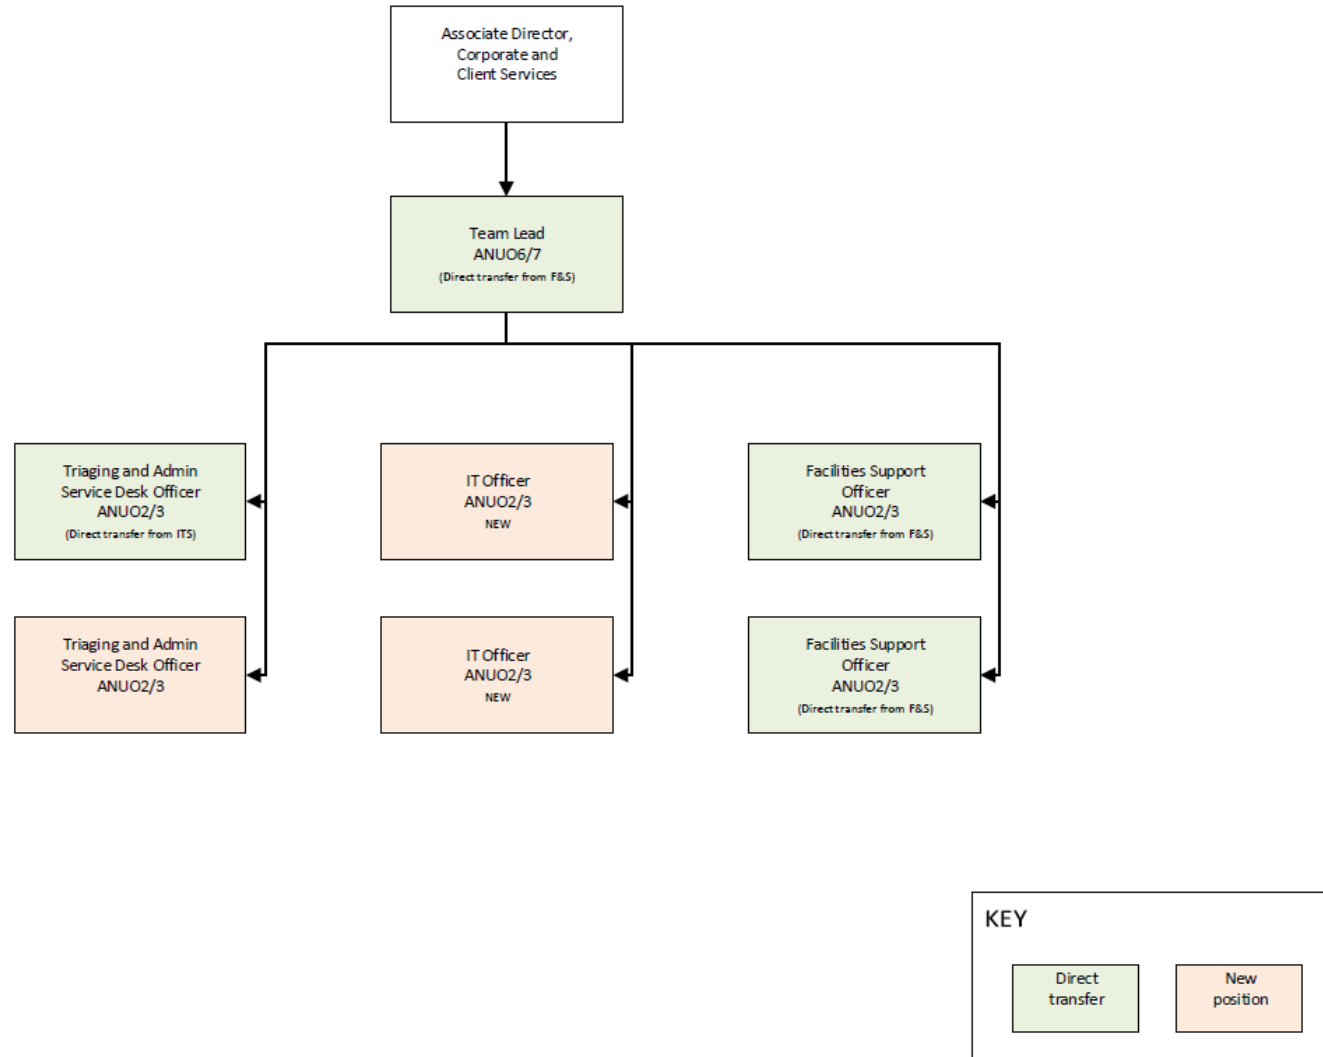 Associate Director,
Corporate and
Client Services
Team Lead
ANUO6/7
(Direct transfer from F&S)
Triaging and Admin
Service Desk Officer
ANUO2/3
(Direct transfer from ITS)
IT Officer
ANUO2/3
NEW
Facilities Support
Officer
ANUO2/3
(Direct transfer from F&S)
Triaging and Admin
Service Desk Officer
ANUO2/3
IT Officer
ANUO2/3
NEW
Facilities Support
Officer
ANUO2/3
(Direct transfer from F&S)
KEY
Direct
transfer
New
position